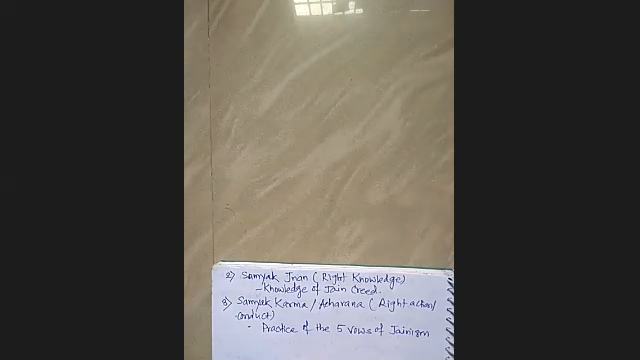 2) Samyak Jnan ( Right Knowledge)
- Knowledge of Jain Creed.
3) Samyak Karma / Acharana ( Right action/
conduct)
- Practice of the 5 vows of Jainism